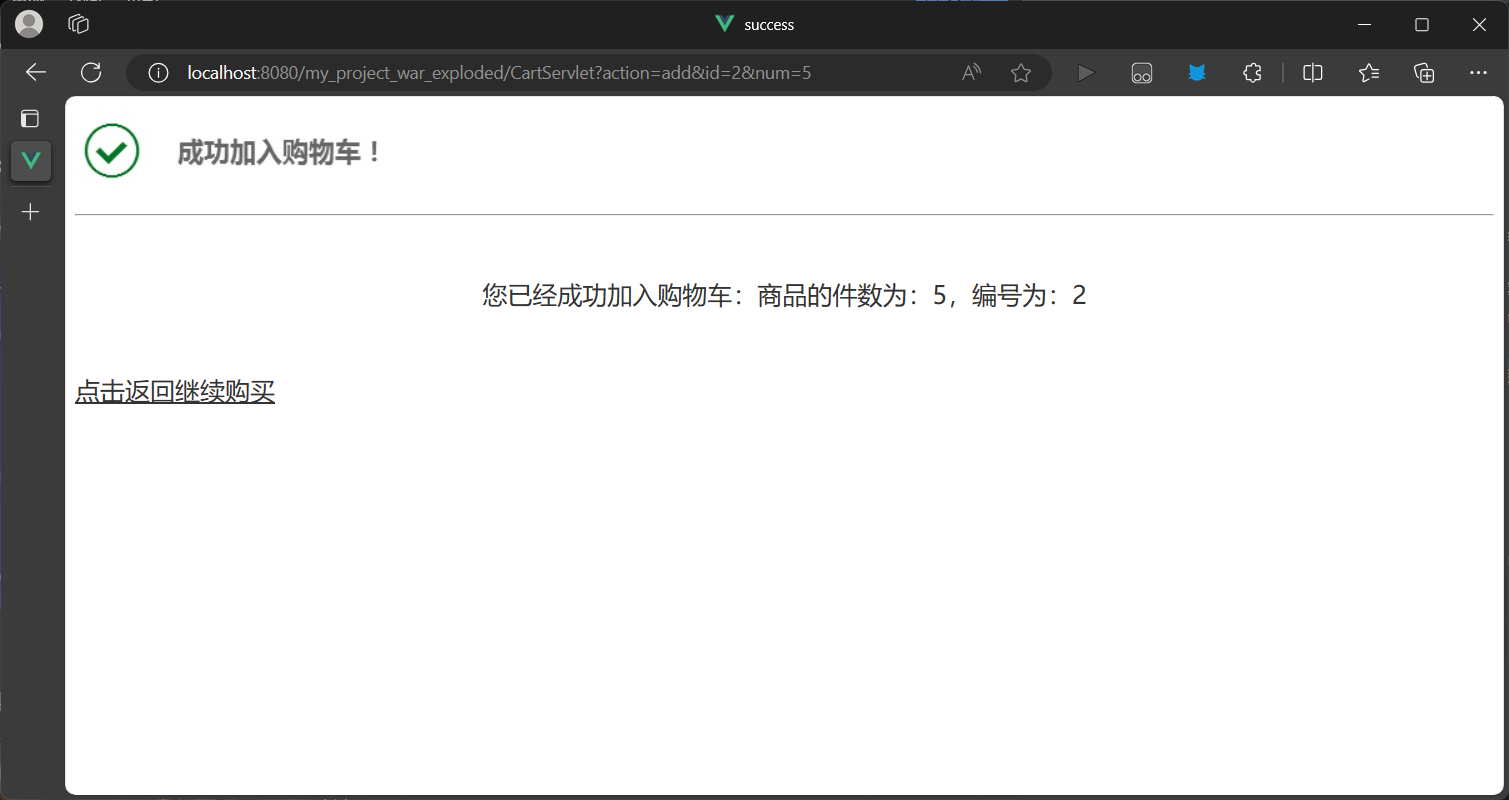 success
localhost:8080/my_project_war_exploded/CartServlet?action=add&id=2&num=5
成功加入购物车！
您已经成功加入购物车：商品的件数为：5，编号为：2
点击返回继续购买